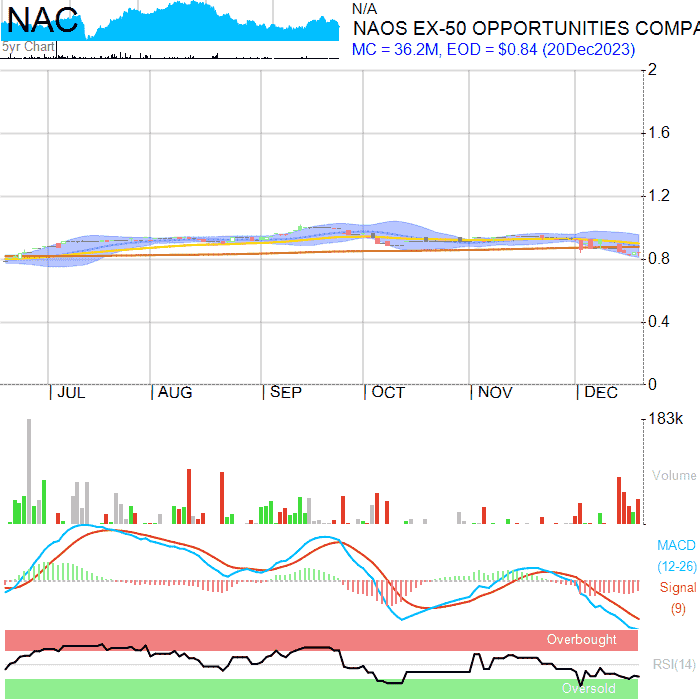 NAC
5yr Chart
N/A
NAOS EX-50 OPPORTUNITIES COMPA
MC = 36.2M, EOD = $0.84 (20Dec2023)
2
1.6
1.2
0.8
0.4
0
JUL AUG SEP OCT NOV DEC
183k
Volume
MACD
(12-26)
Signal
(9)
Overbought
RSI(14)
Oversold